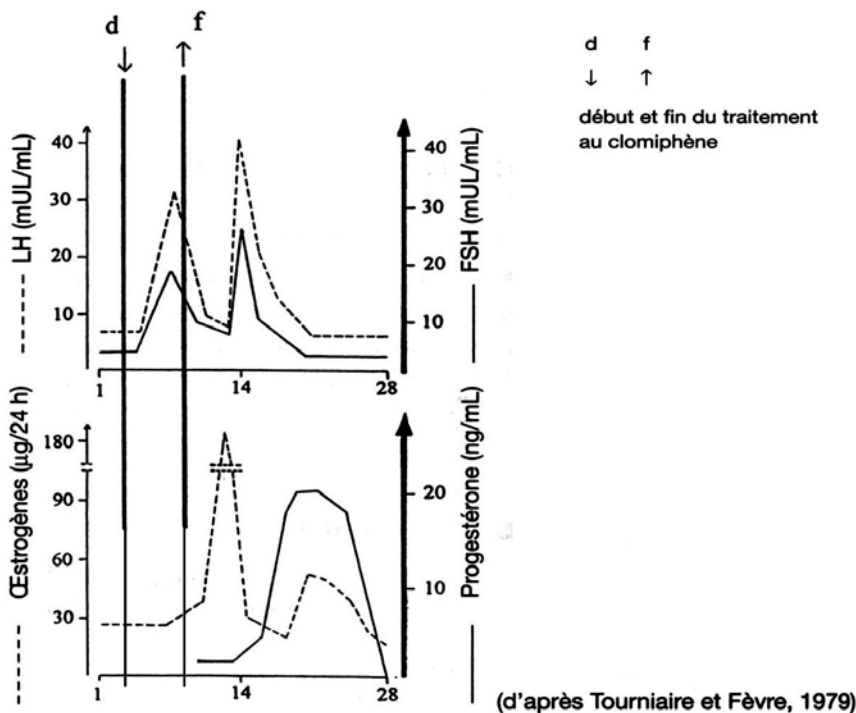 d f
↓ ↑
d f
↓ ↑
début et fin du traitement
au clomiphène
LH (mUL/mL)
40
30
20
10
FSH (mUL/mL)
40
30
20
10
1 14 28
Œstrogènes (µg/24 h)
180
90
60
30
Progestérone (ng/mL)
20
10
1 14 28
(d'après Tourniaire et Fèvre, 1979)